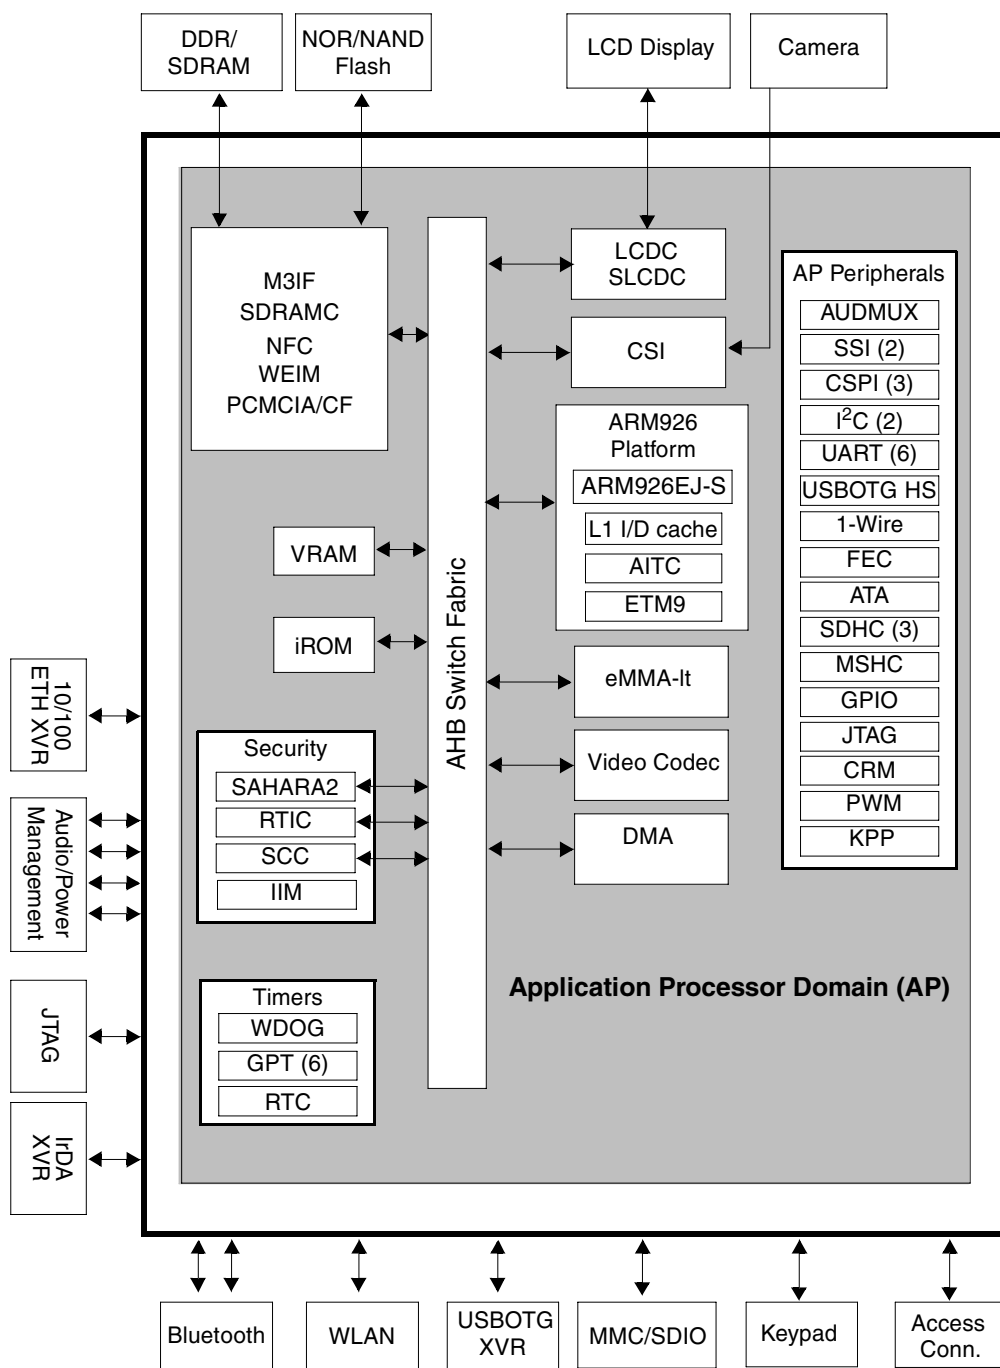 DDR/
SDRAM
NOR/NAND
Flash
LCD Display
Camera
M3IF
SDRAMC
NFC
WEIM
PCMCIA/CF
VRAM
iROM
AHB Switch Fabric
LCDC
SLCDC
CSI
ARM926
Platform
ARM926EJ-S
L1 I/D cache
AITC
ETM9
eMMA-lt
Video Codec
DMA
AP Peripherals
AUDMUX
SSI (2)
CSPI (3)
I²C (2)
UART (6)
USBOTG HS
1-Wire
FEC
ATA
SDHC (3)
MSHC
GPIO
JTAG
CRM
PWM
KPP
Security
SAHARA2
RTIC
SCC
IIM
Timers
WDOG
GPT (6)
RTC
Application Processor Domain (AP)
10/100
ETH XVR
Audio/Power
Management
JTAG
IrDA
XVR
Bluetooth
WLAN
USBOTG
XVR
MMC/SDIO
Keypad
Access
Conn.